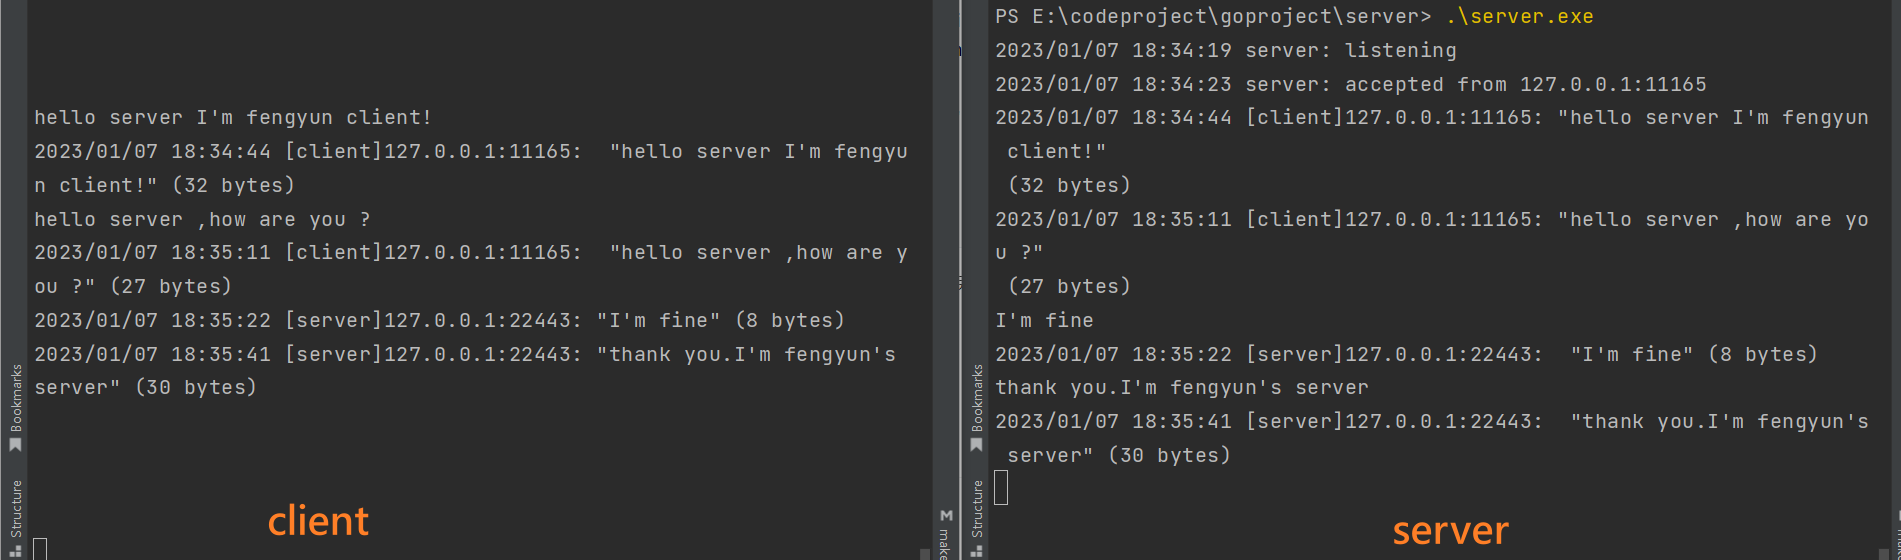 hello server I'm fengyun client!
2023/01/07 18:34:44 [client]127.0.0.1:11165:  "hello server I'm fengyu
n client!" (32 bytes)
hello server ,how are you ?
2023/01/07 18:35:11 [client]127.0.0.1:11165:  "hello server ,how are y
ou ?" (27 bytes)
2023/01/07 18:35:22 [server]127.0.0.1:22443: "I'm fine" (8 bytes)
2023/01/07 18:35:41 [server]127.0.0.1:22443: "thank you.I'm fengyun's
server" (30 bytes)
Bookmarks
Structure
client
make
PS E:\codeproject\goproject\server> .\server.exe
2023/01/07 18:34:19 server: listening
2023/01/07 18:34:23 server: accepted from 127.0.0.1:11165
2023/01/07 18:34:44 [client]127.0.0.1:11165: "hello server I'm fengyun
 client!"
 (32 bytes)
2023/01/07 18:35:11 [client]127.0.0.1:11165: "hello server ,how are yo
u ?"
 (27 bytes)
I'm fine
2023/01/07 18:35:22 [server]127.0.0.1:22443:  "I'm fine" (8 bytes)
thank you.I'm fengyun's server
2023/01/07 18:35:41 [server]127.0.0.1:22443:  "thank you.I'm fengyun's
 server" (30 bytes)
Bookmarks
Structure
server